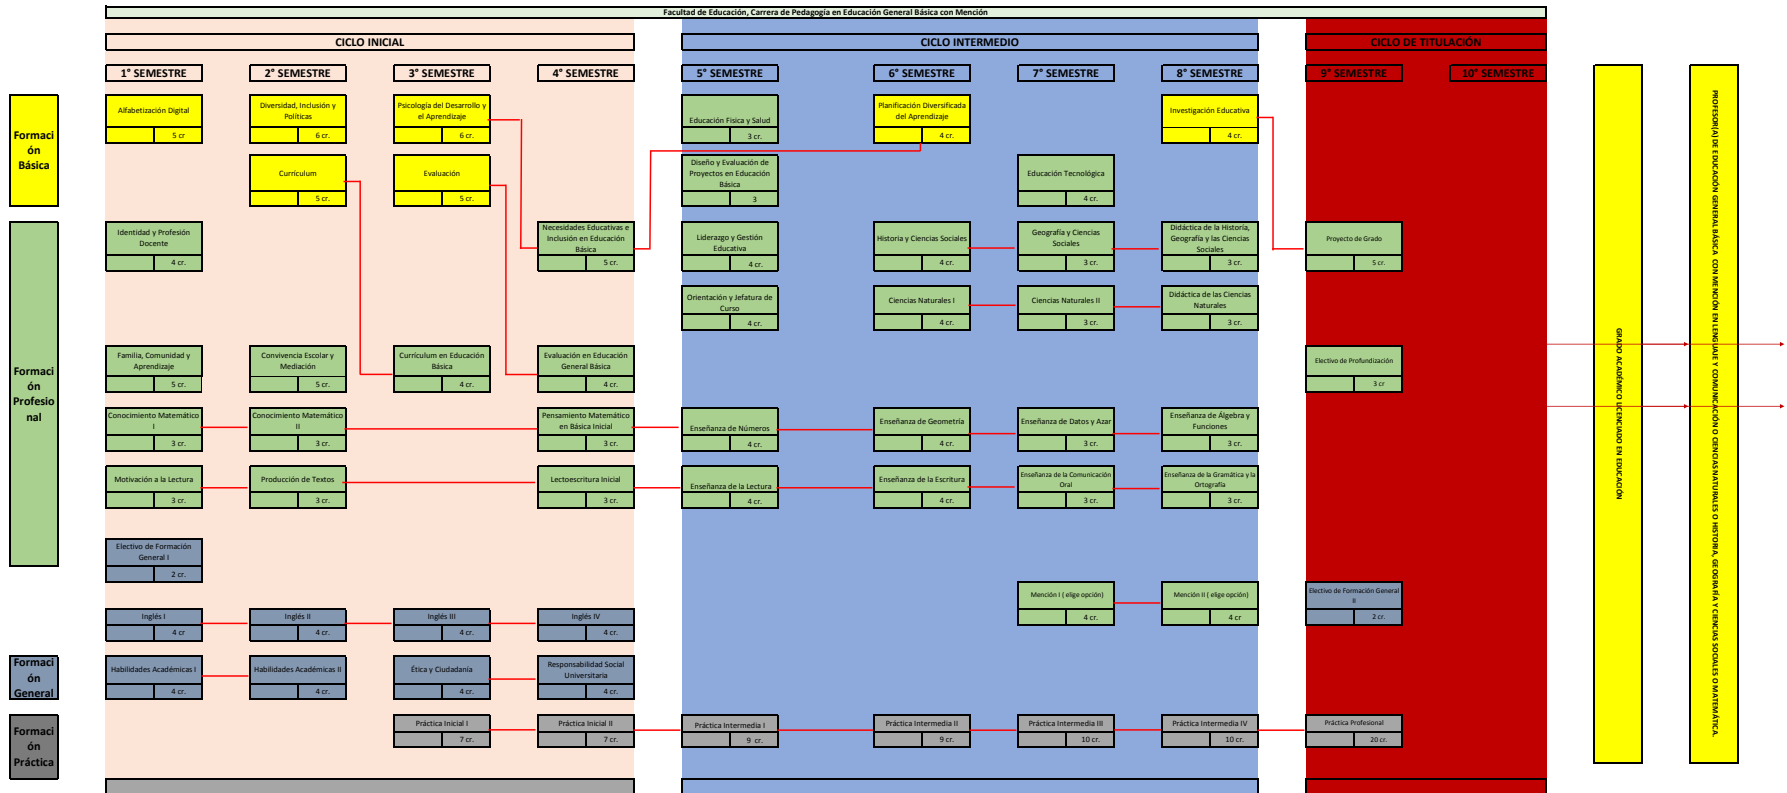 Facultad de Educación, Carrera de Pedagogía en Educación General Básica con Mención
CICLO INICIAL
CICLO INTERMEDIO
CICLO DE TITULACIÓN
1° SEMESTRE
2° SEMESTRE
3° SEMESTRE
4° SEMESTRE
5° SEMESTRE
6° SEMESTRE
7° SEMESTRE
8° SEMESTRE
9° SEMESTRE
10° SEMESTRE
Formaci
ón
Básica
Alfabetización Digital
5 cr
Diversidad, Inclusión y
Políticas
6 cr.
Psicología del Desarrollo y
el Aprendizaje
6 cr.
Educación Fisica y Salud
3 cr.
Planificación Diversificada
del Aprendizaje
4 cr.
Investigación Educativa
4 cr.
Currículum
5 cr.
Evaluación
5 cr.
Diseño y Evaluación de
Proyectos en Educación
Básica
3
Educación Tecnológica
4 cr.
Formaci
ón
Profesio
nal
Identidad y Profesión
Docente
4 cr.
Necesidades Educativas e
Inclusión en Educación
Básica
5 cr.
Liderazgo y Gestión
Educativa
4 cr.
Historia y Ciencias Sociales
4 cr.
Geografía y Ciencias
Sociales
3 cr.
Didáctica de la Historía,
Geografía y las Ciencias
Sociales
3 cr.
Proyecto de Grado
5 cr.
Orientación y Jefatura de
Curso
4 cr.
Ciencias Naturales I
4 cr.
Ciencias Naturales II
3 cr.
Didáctica de las Ciencias
Naturales
3 cr.
Familia, Comunidad y
Aprendizaje
5 cr.
Convivencia Escolar y
Mediación
5 cr.
Currículum en Educación
Básica
4 cr.
Evaluación en Educación
General Básica
4 cr.
Electivo de Profundización
3 cr
Conocimiento Matemático
I
3 cr.
Conocimiento Matemático
II
3 cr.
Pensamiento Matemático
en Básica Inicial
3 cr.
Enseñanza de Números
4 cr.
Enseñanza de Geometría
4 cr.
Enseñanza de Datos y Azar
3 cr.
Enseñanza de Álgebra y
Funciones
3 cr.
Motivación a la Lectura
3 cr.
Producción de Textos
3 cr.
Lectoescritura Inicial
3 cr.
Enseñanza de la Lectura
4 cr.
Enseñanza de la Escritura
4 cr.
Enseñanza de la Comunicación
Oral
3 cr.
Enseñanza de la Gramática y la
Ortografía
3 cr.
Electivo de Formación
General I
2 cr.
Mención I ( elige opción)
4 cr.
Mención II ( elige opción)
4 cr
Electivo de Formación General
II
2 cr.
Inglés I
4 cr
Inglés II
4 cr.
Inglés III
4 cr.
Inglés IV
4 cr.
Formaci
ón
General
Habilidades Académicas I
4 cr.
Habilidades Académicas II
4 cr.
Ética y Ciudadanía
4 cr.
Responsabilidad Social
Universitaria
4 cr.
Formaci
ón
Práctica
Práctica Inicial I
7 cr.
Práctica Inicial II
7 cr.
Práctica Intermedia I
9 cr.
Práctica Intermedia II
9 cr.
Práctica Intermedia III
10 cr.
Práctica Intermedia IV
10 cr.
Práctica Profesional
20 cr.
GRADO ACADÉMICO LICENCIADO EN EDUCACIÓN
PROFESOR(A) DE EDUCACIÓN GENERAL BÁSICA CON MENCIÓN EN LENGUAJE Y COMUNICACIÓN O CIENCIAS NATURALES O HISTORIA, GEOGRAFÍA Y CIENCIAS SOCIALES O MATEMÁTICA.